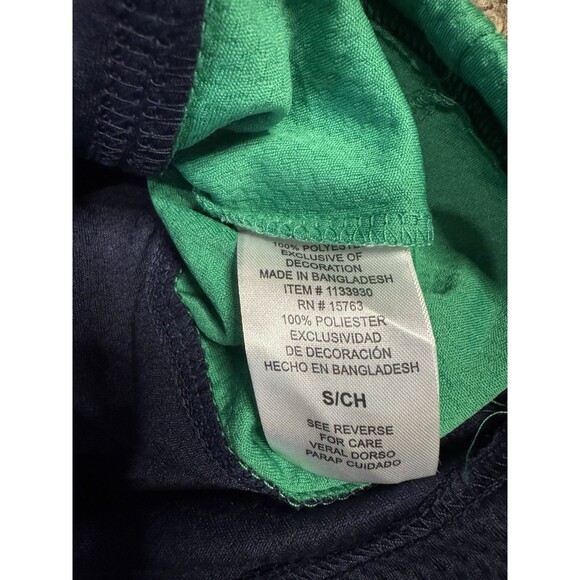 100% POLYESTER
EXCLUSIVE OF
DECORATION
MADE IN BANGLADESH
ITEM # 1133930
RN # 15763
100% POLIESTER
EXCLUSIVIDAD
DE DECORACIÓN
HECHO EN BANGLADESH
S/CH
SEE REVERSE
FOR CARE
VERAL DORSO
PARAP CUIDADO